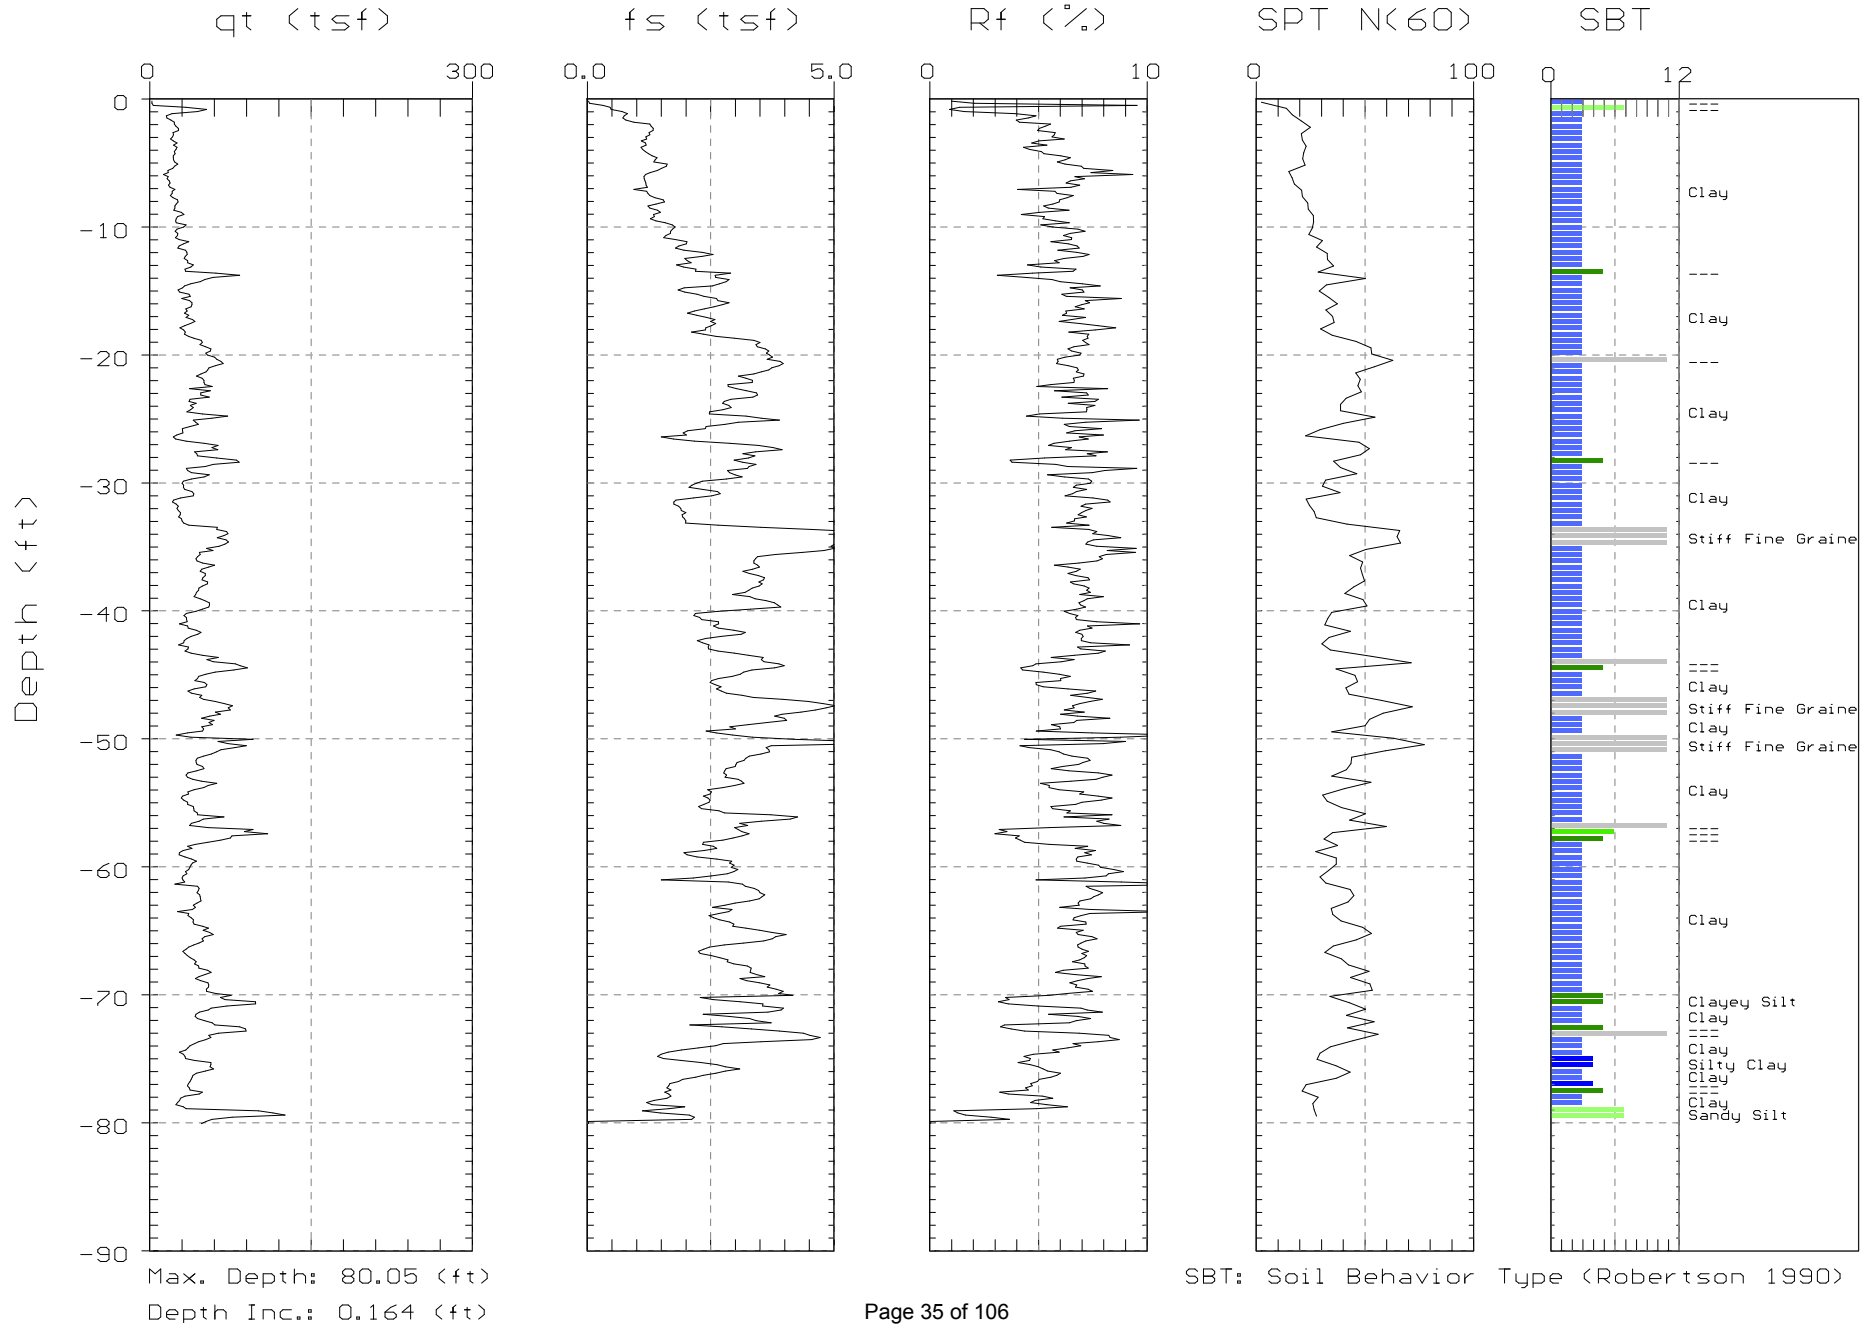 qt (tsf) fs (tsf) Rf (%) SPT N(60) SBT
0 300 0.0 5.0 0 10 0 100 0 12
0
-10
-20
-30
-40
-50
-60
-70
-80
-90
Depth (ft)
---
---
Clay
---
Clay
---
Clay
---
Clay
Stiff Fine Graine
Clay
---
---
Clay
Stiff Fine Graine
Clay
Stiff Fine Graine
Clay
---
---
---
Clay
Clayey Silt
Clay
---
---
Clay
Silty Clay
Clay
---
---
Clay
Sandy Silt
Max. Depth: 80.05 (ft)
SBT: Soil Behavior Type (Robertson 1990)
Depth Inc.: 0.164 (ft)
Page 35 of 106